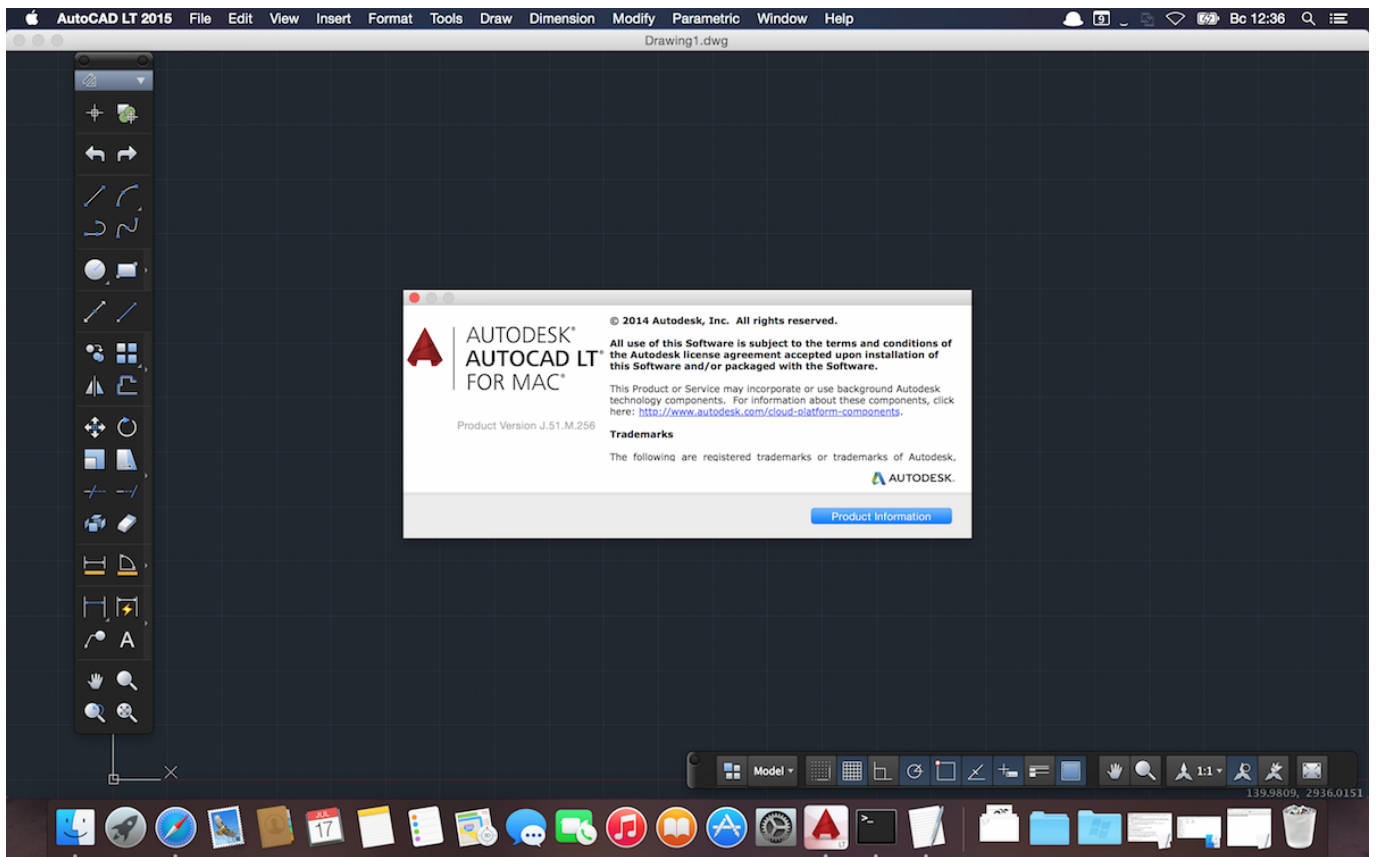 AutoCAD LT 2015 File Edit View Insert Format Tools Draw Dimension Modify Parametric Window Help 9 Вс 12:36
Drawing1.dwg
AUTODESK®
AUTOCAD LT®
FOR MAC®
Product Version J.51.M.256
© 2014 Autodesk, Inc. All rights reserved.
All use of this Software is subject to the terms and conditions of
the Autodesk license agreement accepted upon installation of
this Software and/or packaged with the Software.
This Product or Service may incorporate or use background Autodesk
technology components. For information about these components, click
here: http://www.autodesk.com/cloud-platform-components.
Trademarks
The following are registered trademarks or trademarks of Autodesk,
AUTODESK.
Product Information
A
X
Model 1:1
139.9809, 2936.0151
JUL
17
LT